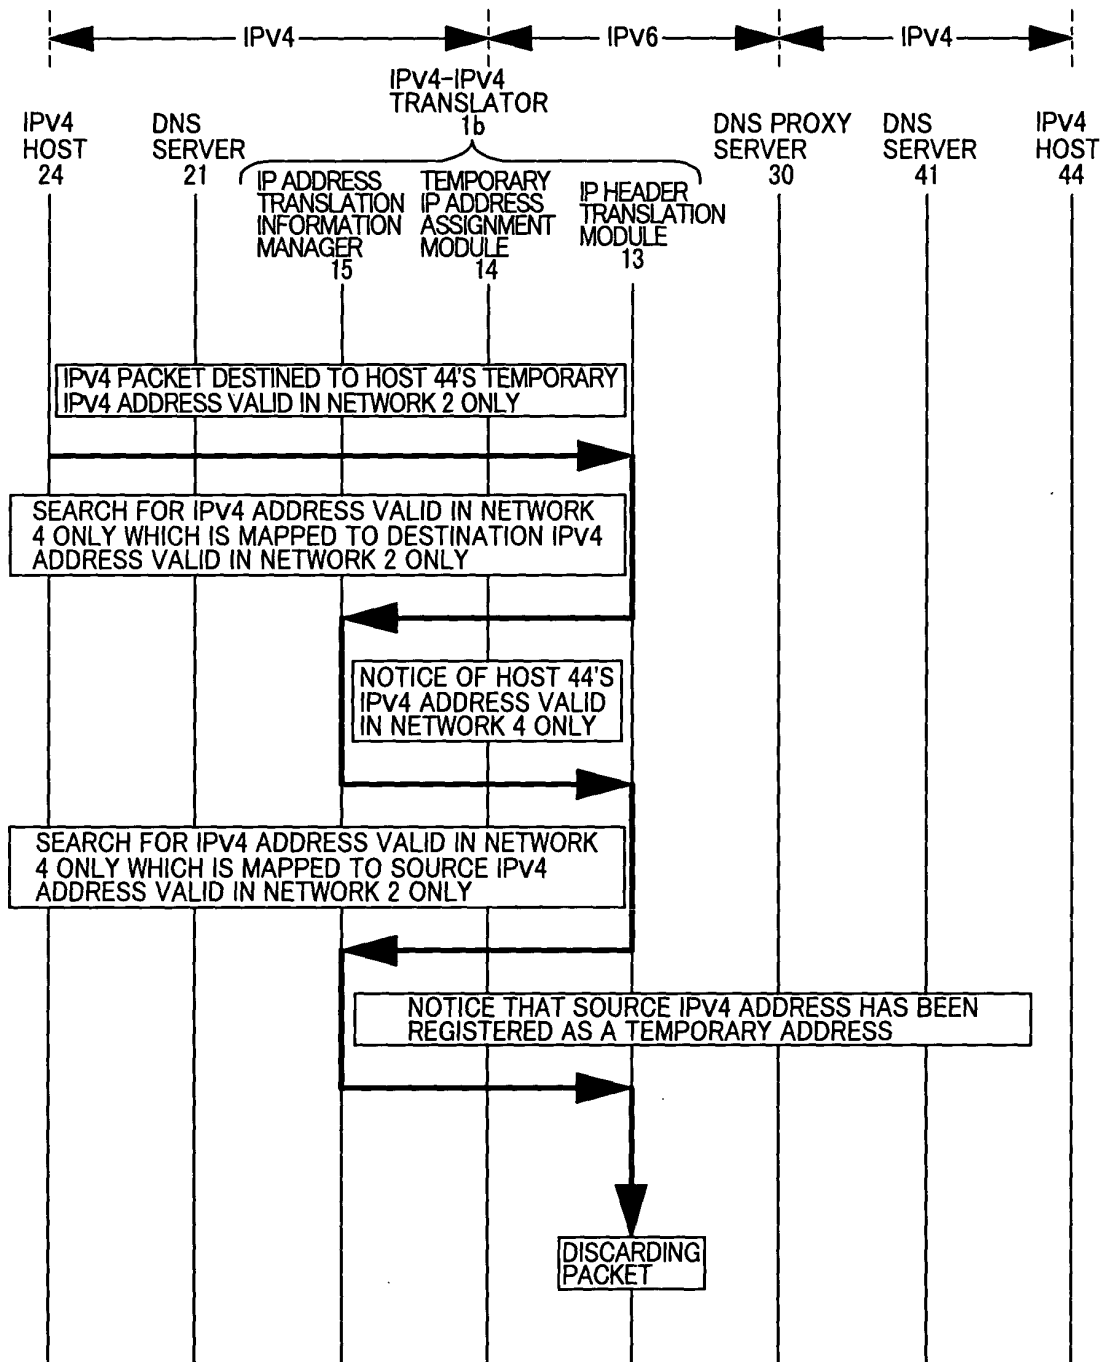 IPV4
IPV6
IPV4
IPV4-IPV4
TRANSLATOR
1b
IPV4
HOST
24
DNS
SERVER
21
IP ADDRESS
TRANSLATION
INFORMATION
MANAGER
15
TEMPORARY
IP ADDRESS
ASSIGNMENT
MODULE
14
IP HEADER
TRANSLATION
MODULE
13
DNS PROXY
SERVER
30
DNS
SERVER
41
IPV4
HOST
44
IPV4 PACKET DESTINED TO HOST 44'S TEMPORARY
IPV4 ADDRESS VALID IN NETWORK 2 ONLY
SEARCH FOR IPV4 ADDRESS VALID IN NETWORK
4 ONLY WHICH IS MAPPED TO DESTINATION IPV4
ADDRESS VALID IN NETWORK 2 ONLY
NOTICE OF HOST 44'S
IPV4 ADDRESS VALID
IN NETWORK 4 ONLY
SEARCH FOR IPV4 ADDRESS VALID IN NETWORK
4 ONLY WHICH IS MAPPED TO SOURCE IPV4
ADDRESS VALID IN NETWORK 2 ONLY
NOTICE THAT SOURCE IPV4 ADDRESS HAS BEEN
REGISTERED AS A TEMPORARY ADDRESS
DISCARDING
PACKET